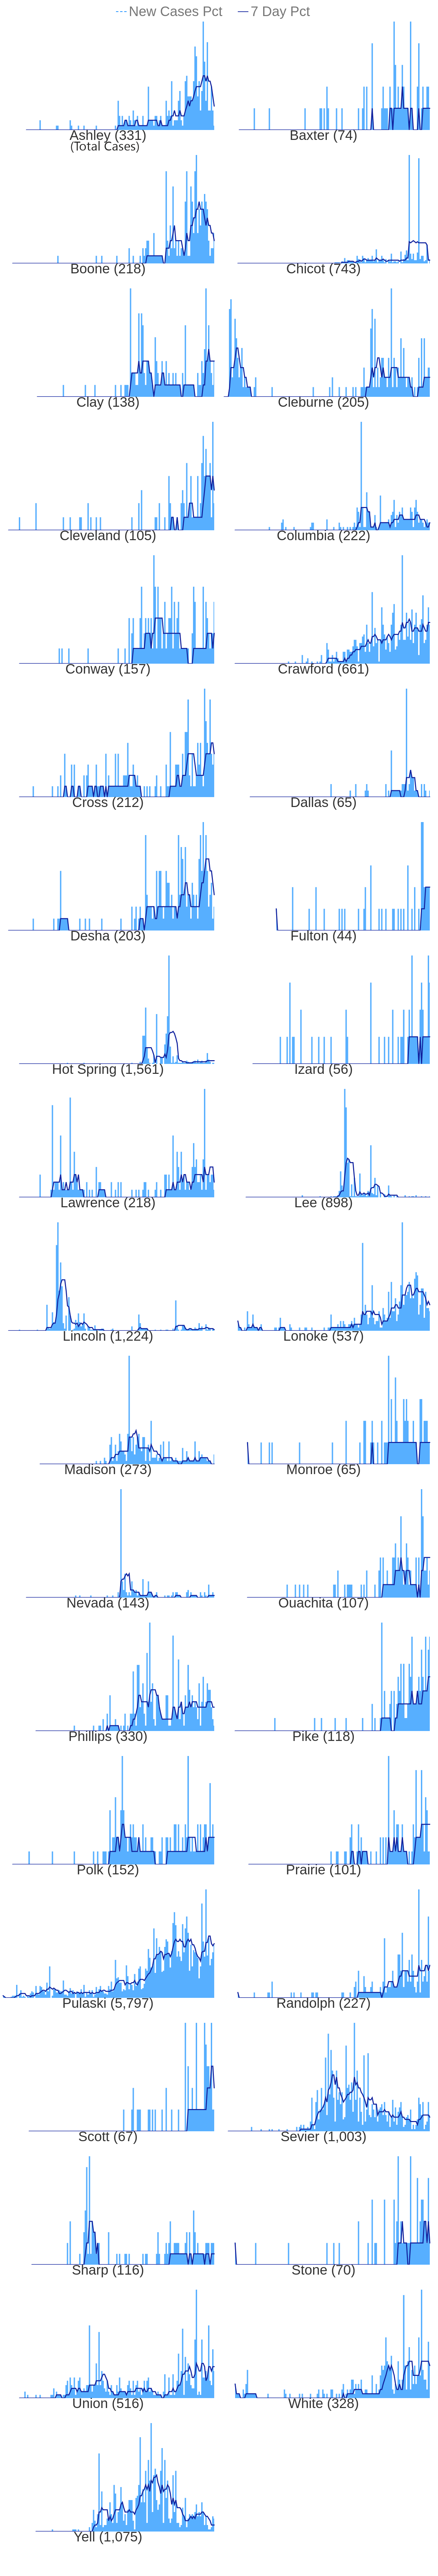 New Cases Pct 7 Day Pct
Ashley (331) Baxter (74)
(Total Cases)
Boone (218) Chicot (743)
Clay (138) Cleburne (205)
Cleveland (105) Columbia (222)
Conway (157) Crawford (661)
Cross (212) Dallas (65)
Desha (203) Fulton (44)
Hot Spring (1,561) Izard (56)
Lawrence (218) Lee (898)
Lincoln (1,224) Lonoke (537)
Madison (273) Monroe (65)
Nevada (143) Ouachita (107)
Phillips (330) Pike (118)
Polk (152) Prairie (101)
Pulaski (5,797) Randolph (227)
Scott (67) Sevier (1,003)
Sharp (116) Stone (70)
Union (516) White (328)
Yell (1,075)